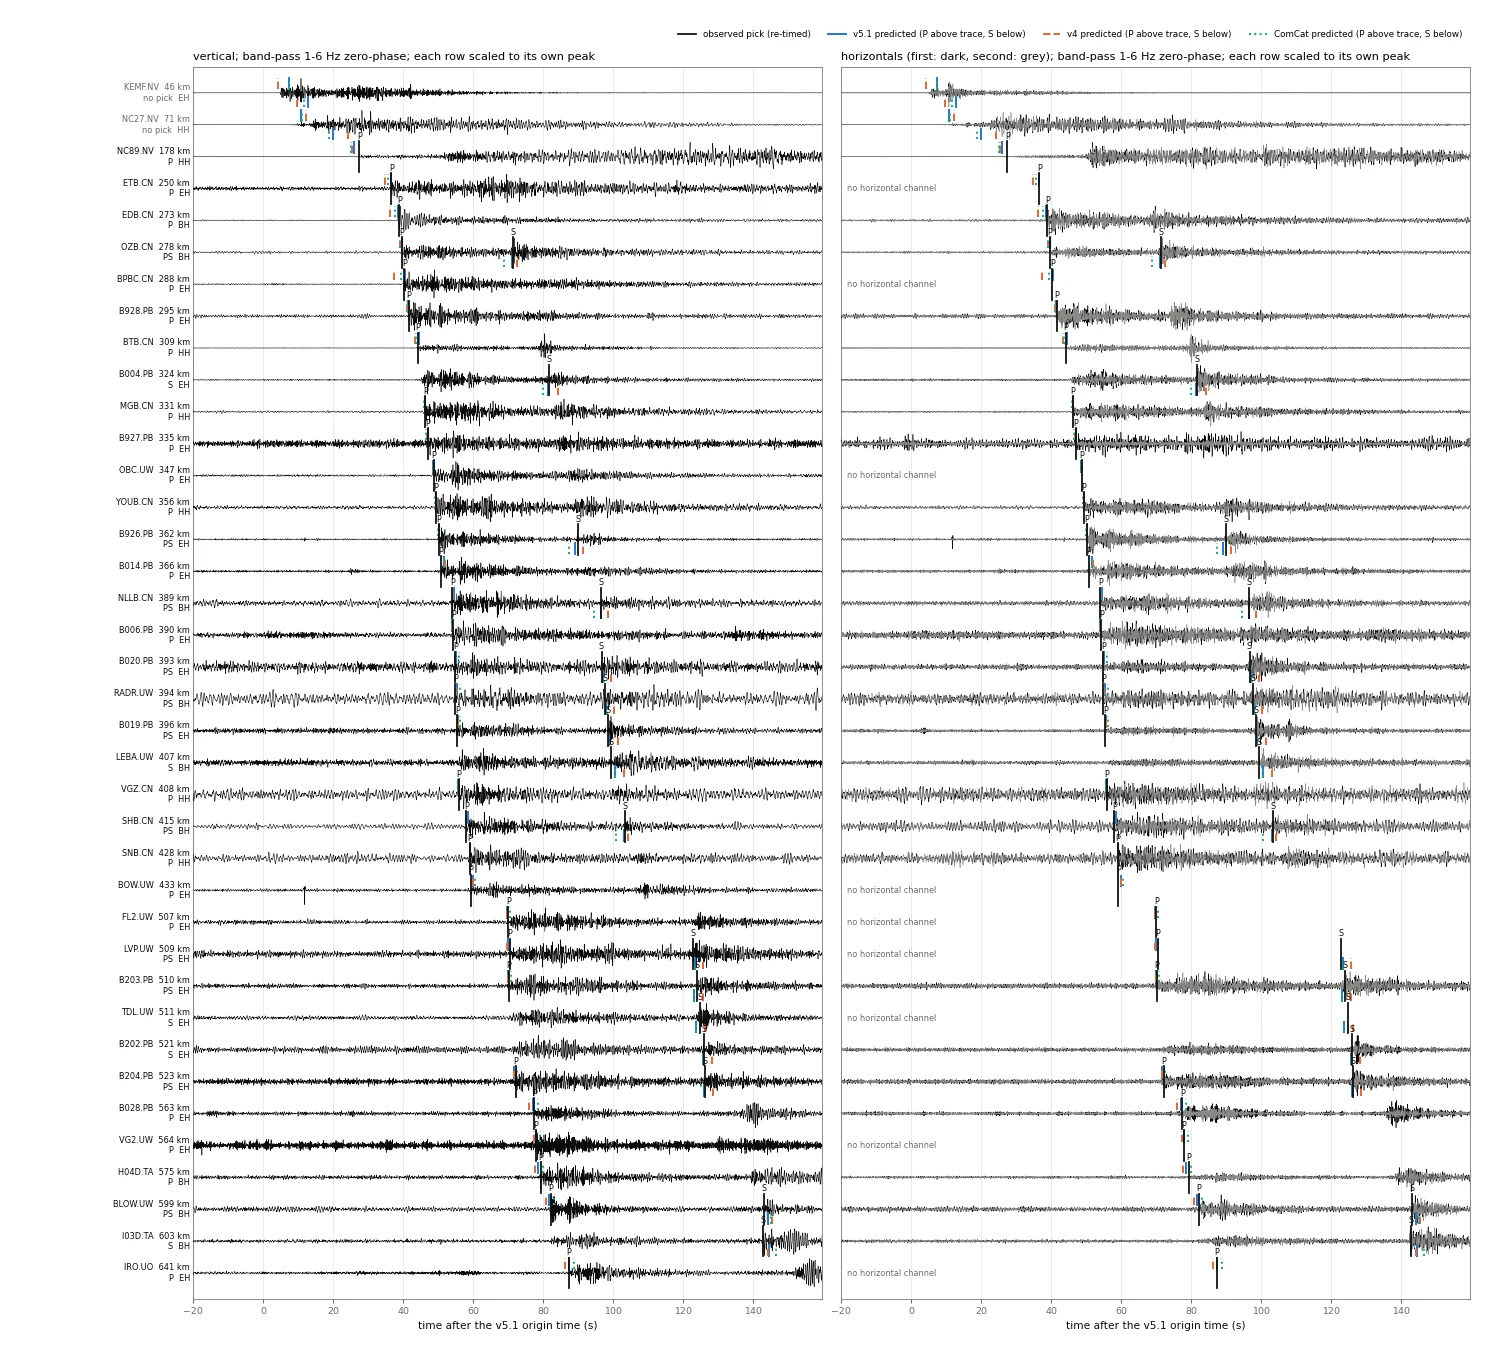 observed pick (re-timed)
v5.1 predicted (P above trace, S below)
v4 predicted (P above trace, S below)
ComCat predicted (P above trace, S below)
vertical; band-pass 1-6 Hz zero-phase; each row scaled to its own peak
horizontals (first: dark, second: grey); band-pass 1-6 Hz zero-phase; each row scaled to its own peak
KEMF.NV 46 km
no pick EH
NC27.NV 71 km
no pick HH
NC89.NV 178 km
P HH
ETB.CN 250 km
P EH
no horizontal channel
EDB.CN 273 km
P BH
OZB.CN 278 km
PS BH
BPBC.CN 288 km
P EH
no horizontal channel
B928.PB 295 km
P EH
BTB.CN 309 km
P HH
B004.PB 324 km
S EH
MGB.CN 331 km
P HH
B927.PB 335 km
P EH
OBC.UW 347 km
P EH
no horizontal channel
YOUB.CN 356 km
P HH
B926.PB 362 km
PS EH
B014.PB 366 km
P EH
NLLB.CN 389 km
PS BH
B006.PB 390 km
P EH
B020.PB 393 km
PS EH
RADR.UW 394 km
PS BH
B019.PB 396 km
PS EH
LEBA.UW 407 km
S BH
VGZ.CN 408 km
P HH
SHB.CN 415 km
PS BH
SNB.CN 428 km
P HH
BOW.UW 433 km
P EH
no horizontal channel
FL2.UW 507 km
P EH
no horizontal channel
LVP.UW 509 km
PS EH
no horizontal channel
B203.PB 510 km
PS EH
TDL.UW 511 km
S EH
no horizontal channel
B202.PB 521 km
S EH
B204.PB 523 km
PS EH
B028.PB 563 km
P EH
VG2.UW 564 km
P EH
no horizontal channel
H04D.TA 575 km
P BH
BLOW.UW 599 km
PS BH
I03D.TA 603 km
S BH
IRO.UO 641 km
P EH
no horizontal channel
−20 0 20 40 60 80 100 120 140
−20 0 20 40 60 80 100 120 140
time after the v5.1 origin time (s)
time after the v5.1 origin time (s)